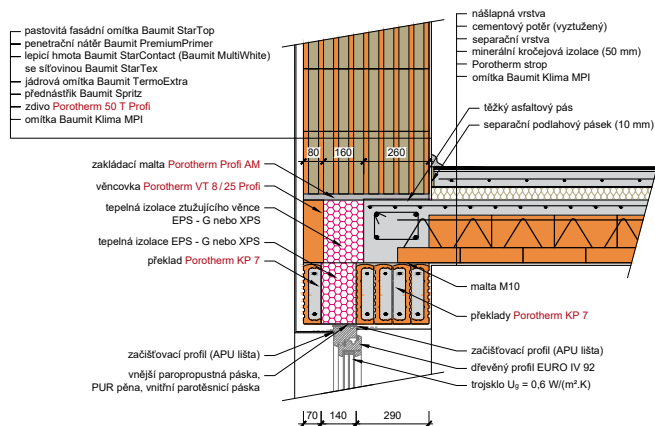 pastovitá fasádní omítka Baumit StarTop
penetrační nátěr Baumit PremiumPrimer
lepicí hmota Baumit StarContact (Baumit MultiWhite)
se síťovinou Baumit StarTex
jádrová omítka Baumit TermoExtra
přednástřik Baumit Spritz
zdivo Porotherm 50 T Profi
omítka Baumit Klima MPI
nášlapná vrstva
cementový potěr (vyztužený)
separační vrstva
minerální kročejová izolace (50 mm)
Porotherm strop
omítka Baumit Klima MPI
těžký asfaltový pás
separační podlahový pásek (10 mm)
80 160 260
zakládací malta Porotherm Profi AM
věncovka Porotherm VT 8/25 Profi
tepelná izolace ztužujícího věnce
EPS - G nebo XPS
tepelná izolace EPS - G nebo XPS
překlad Porotherm KP 7
malta M10
překlady Porotherm KP 7
začišťovací profil (APU lišta)
vnější paropropustná páska,
PUR pěna, vnitřní parotěsnicí páska
začišťovací profil (APU lišta)
dřevěný profil EURO IV 92
trojsklo Ug = 0,6 W/(m².K)
70 140 290